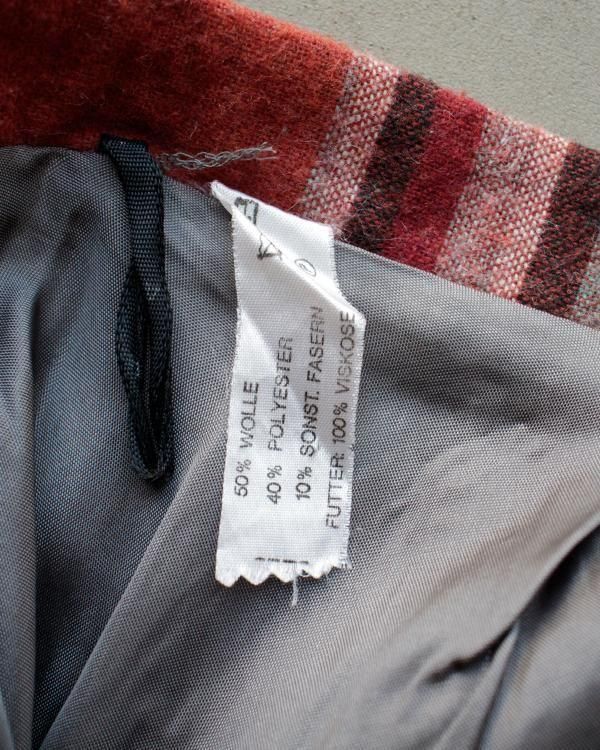 50% WOLLE
40% POLYESTER
10% SONST. FASERN
FUTTER: 100% VISKOSE